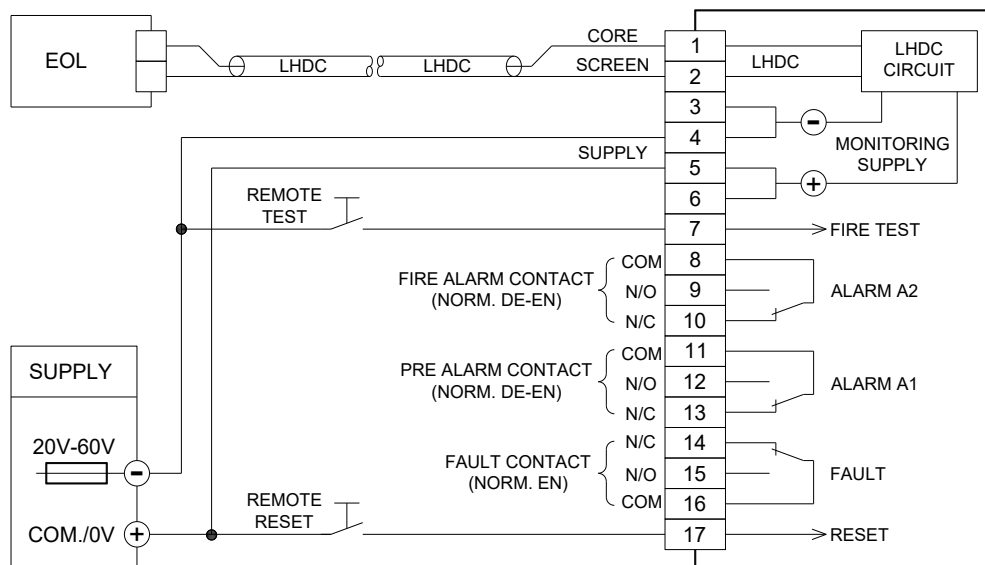 EOL
LHDC
LHDC
CORE
SCREEN
1
2
3
4
5
6
7
8
9
10
11
12
13
14
15
16
17
LHDC
LHDC
CIRCUIT
-
MONITORING
SUPPLY
+
SUPPLY
REMOTE
TEST
FIRE TEST
FIRE ALARM CONTACT
(NORM. DE-EN)
COM
N/O
N/C
ALARM A2
PRE ALARM CONTACT
(NORM. DE-EN)
COM
N/O
N/C
ALARM A1
FAULT CONTACT
(NORM. EN)
N/C
N/O
COM
FAULT
SUPPLY
20V-60V
-
COM./0V
+
REMOTE
RESET
RESET